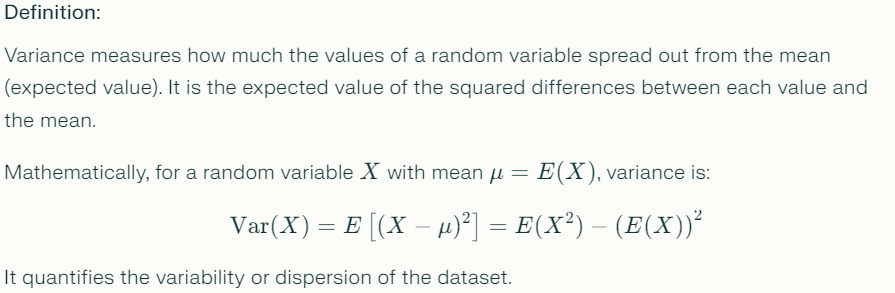 Definition:
Variance measures how much the values of a random variable spread out from the mean
(expected value). It is the expected value of the squared differences between each value and
the mean.
Mathematically, for a random variable X with mean μ = E(X), variance is:
Var(X) = E [(X − μ)²] = E(X²) − (E(X))²
It quantifies the variability or dispersion of the dataset.